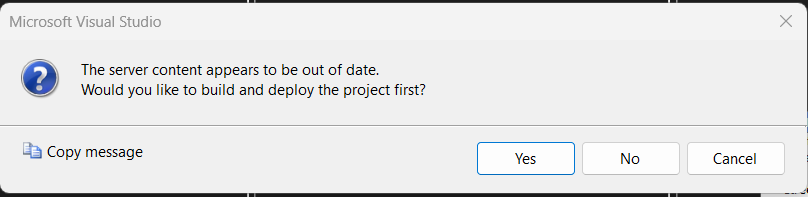 Microsoft Visual Studio
The server content appears to be out of date.
Would you like to build and deploy the project first?
Copy message
Yes
No
Cancel